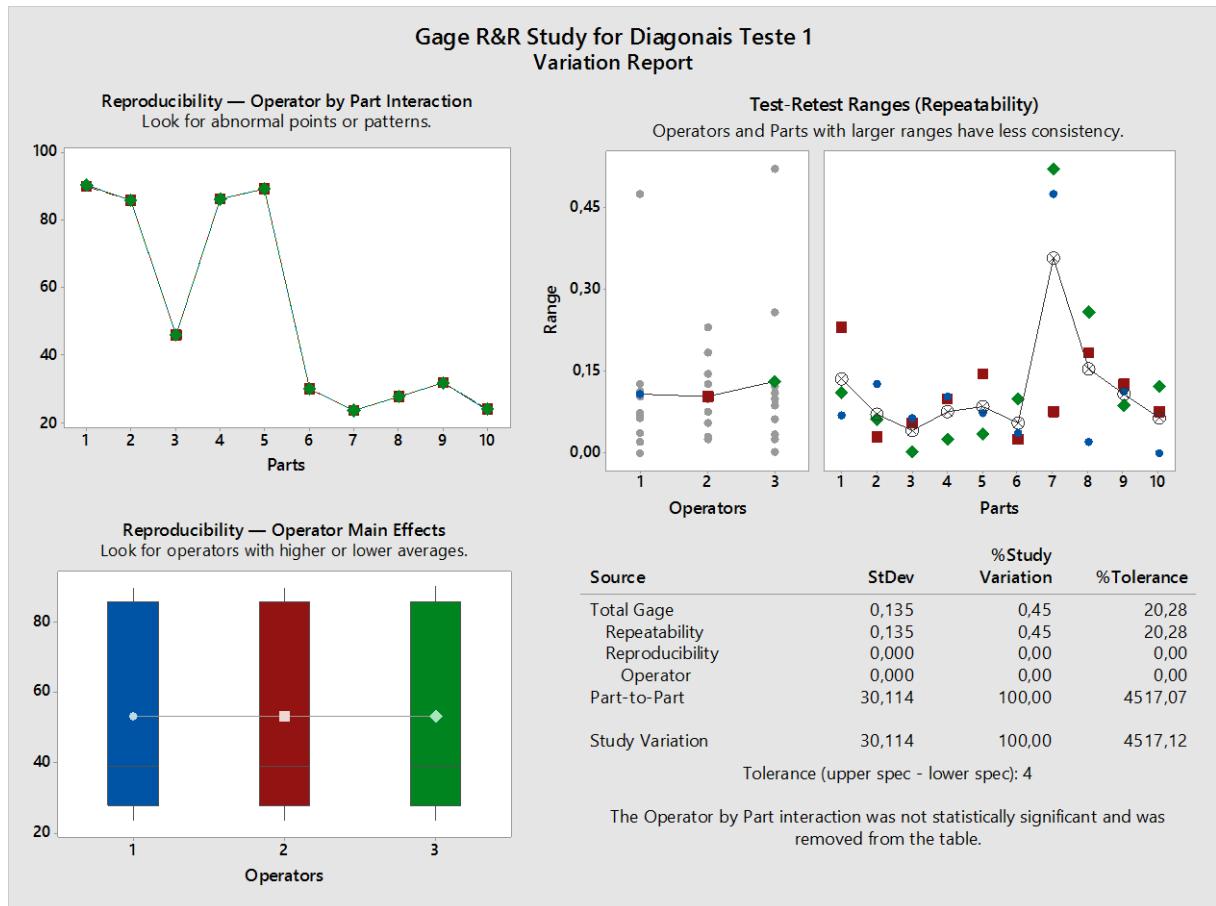 Gage R&R Study for Diagonais Teste 1
Variation Report
Reproducibility — Operator by Part Interaction
Look for abnormal points or patterns.
100
80
60
40
20
1 2 3 4 5 6 7 8 9 10
Parts
Test-Retest Ranges (Repeatability)
Operators and Parts with larger ranges have less consistency.
Range
0,45
0,30
0,15
0,00
1 2 3
Operators
1 2 3 4 5 6 7 8 9 10
Parts
Reproducibility — Operator Main Effects
Look for operators with higher or lower averages.
80
60
40
20
1 2 3
Operators
%Study
Source StDev Variation %Tolerance
Total Gage 0,135 0,45 20,28
Repeatability 0,135 0,45 20,28
Reproducibility 0,000 0,00 0,00
Operator 0,000 0,00 0,00
Part-to-Part 30,114 100,00 4517,07
Study Variation 30,114 100,00 4517,12
Tolerance (upper spec - lower spec): 4
The Operator by Part interaction was not statistically significant and was
removed from the table.